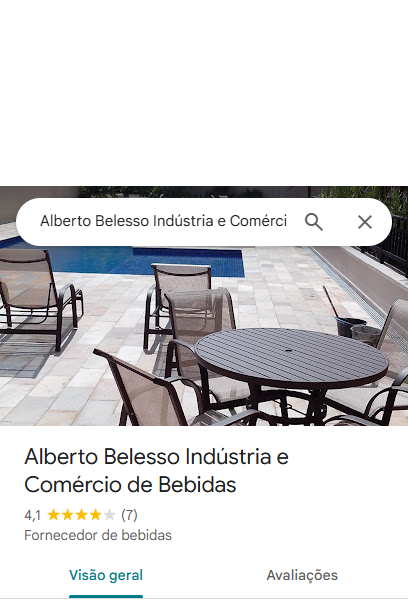 Alberto Belesso Indústria e Comérci
Alberto Belesso Indústria e
Comércio de Bebidas
4,1 (7)
Fornecedor de bebidas
Visão geral Avaliações